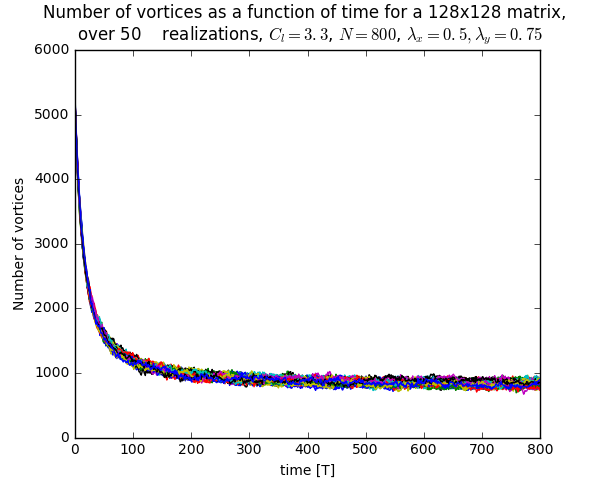 Number of vortices as a function of time for a 128x128 matrix,
over 50    realizations, C_l = 3.3, N = 800, λ_x = 0.5, λ_y = 0.75
6000
5000
4000
3000
2000
1000
0
Number of vortices
0 100 200 300 400 500 600 700 800
time [T]